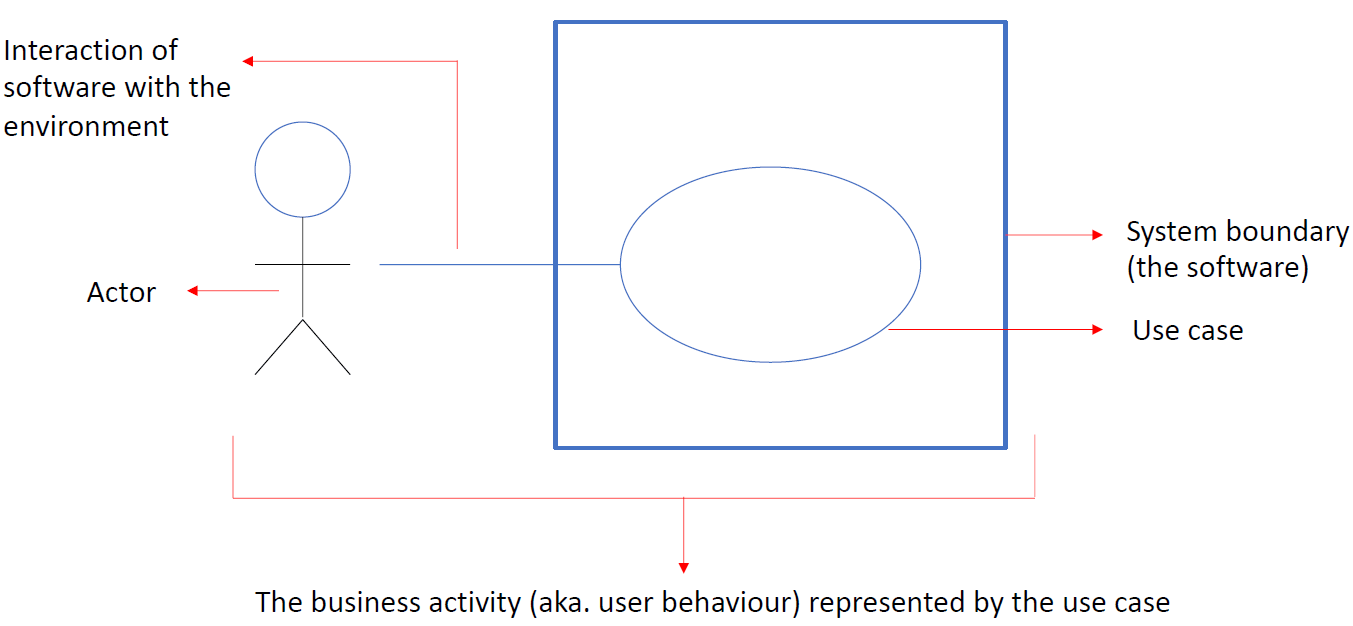 Interaction of
software with the
environment
System boundary
(the software)
Actor
Use case
The business activity (aka. user behaviour) represented by the use case